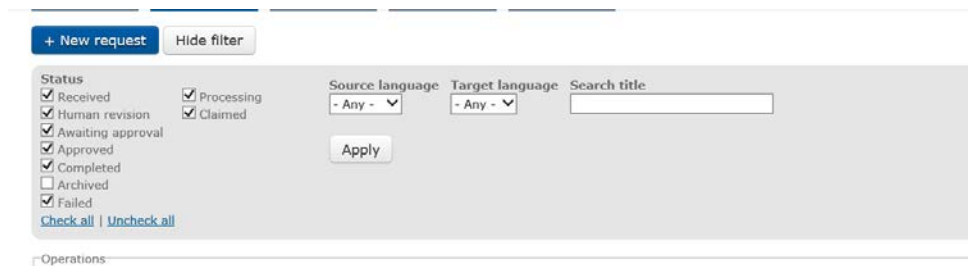 + New request Hide filter
Status
Received
Human revision
Awaiting approval
Approved
Completed
Archived
Failed
Processing
Claimed
Check all | Uncheck all
Source language Target language Search title
- Any - - Any -
Apply
Operations